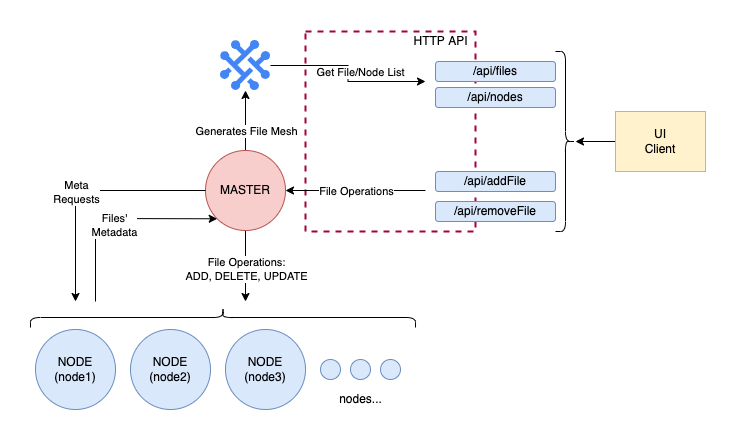 HTTP API
Get File/Node List
/api/files
/api/nodes
Generates File Mesh
UI
Client
MASTER
File Operations
/api/addFile
/api/removeFile
Meta
Requests
Files'
Metadata
File Operations:
ADD, DELETE, UPDATE
NODE
(node1)
NODE
(node2)
NODE
(node3)
nodes...